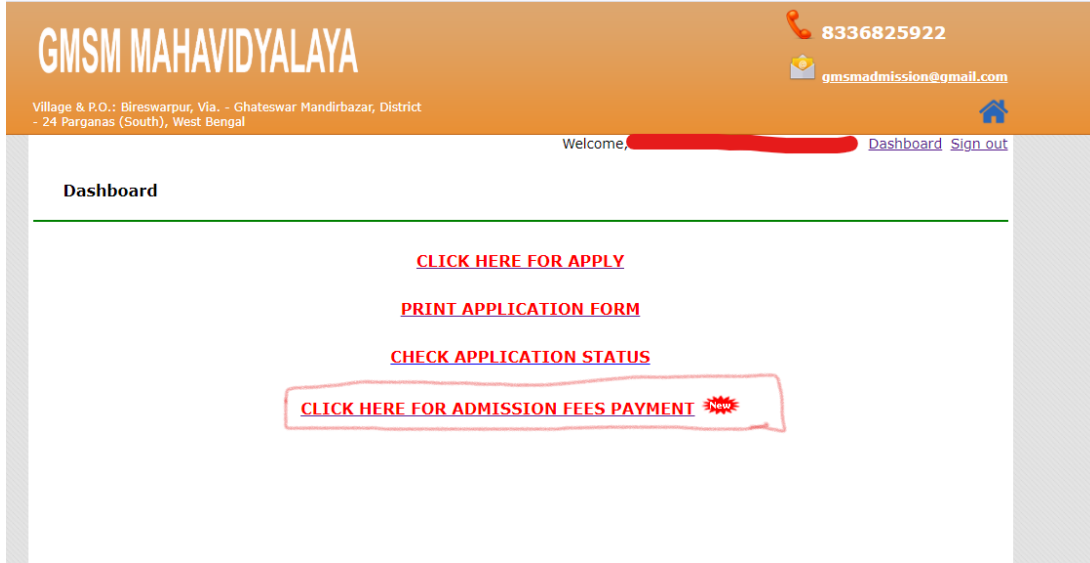 GMSM MAHAVIDYALAYA
8336825922
gmsmadmission@gmail.com
Village & P.O.: Bireswarpur, Via. - Ghateswar Mandirbazar, District
- 24 Parganas (South), West Bengal
Welcome, Dashboard Sign out
Dashboard
CLICK HERE FOR APPLY
PRINT APPLICATION FORM
CHECK APPLICATION STATUS
CLICK HERE FOR ADMISSION FEES PAYMENT New